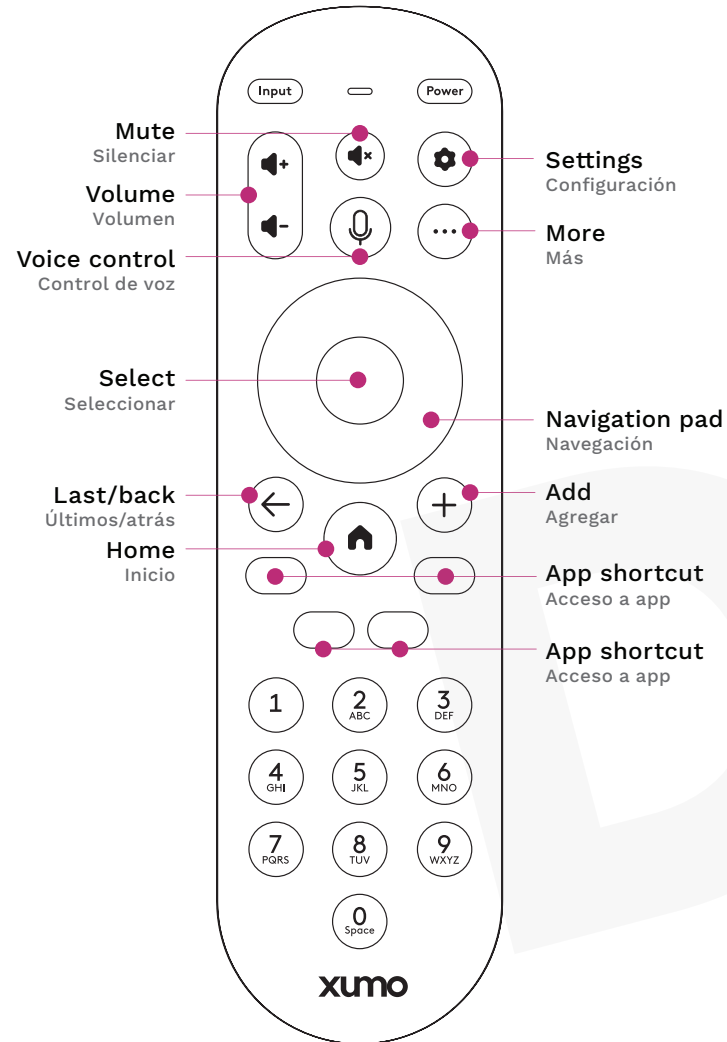 Input
Power
Mute
Silenciar
Volume
Volumen
Voice control
Control de voz
Settings
Configuración
More
Más
Select
Seleccionar
Navigation pad
Navegación
Last/back
Últimos/atrás
Add
Agregar
Home
Inicio
App shortcut
Acceso a app
App shortcut
Acceso a app
1
2
ABC
3
DEF
4
GHI
5
JKL
6
MNO
7
PQRS
8
TUV
9
WXYZ
0
Space
xumo